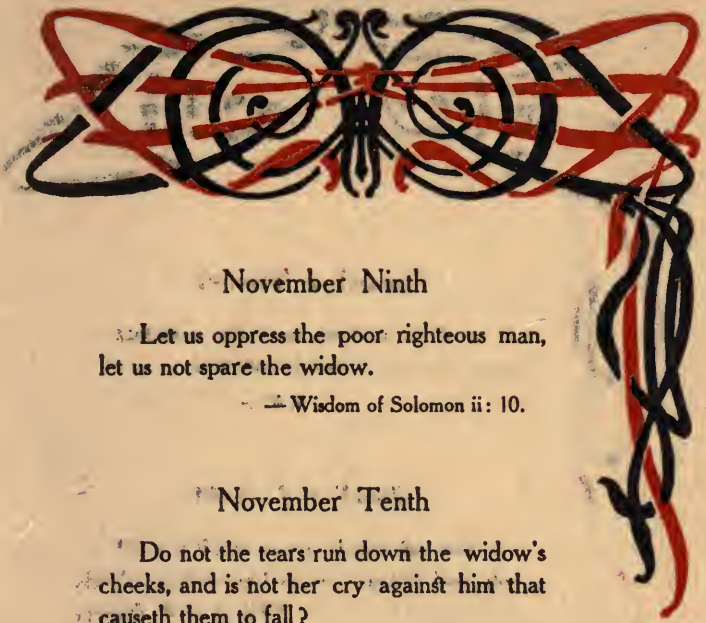 November Ninth
Let us oppress the poor righteous man,
let us not spare the widow.
— Wisdom of Solomon ii: 10.
November Tenth
Do not the tears run down the widow's
cheeks, and is not her cry against him that
causeth them to fall?